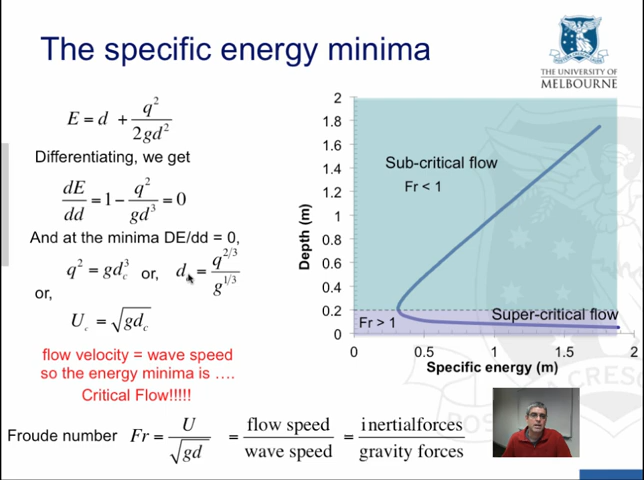 The specific energy minima
THE UNIVERSITY OF
MELBOURNE
E = d + q²/2gd²
Differentiating, we get
dE/dd = 1 − q²/gd³ = 0
And at the minima DE/dd = 0,
q² = gd_c³ or, d_c = q^2/3 / g^1/3
or,
U_c = √gd_c
flow velocity = wave speed
so the energy minima is ....
Critical Flow!!!!!
Froude number Fr = U/√gd = flow speed/wave speed = inertialforces/gravity forces
Depth (m)
2
1.8
1.6
1.4
1.2
1
0.8
0.6
0.4
0.2
0
Sub-critical flow
Fr < 1
Super-critical flow
Fr > 1
0 0.5 1 1.5 2
Specific energy (m)